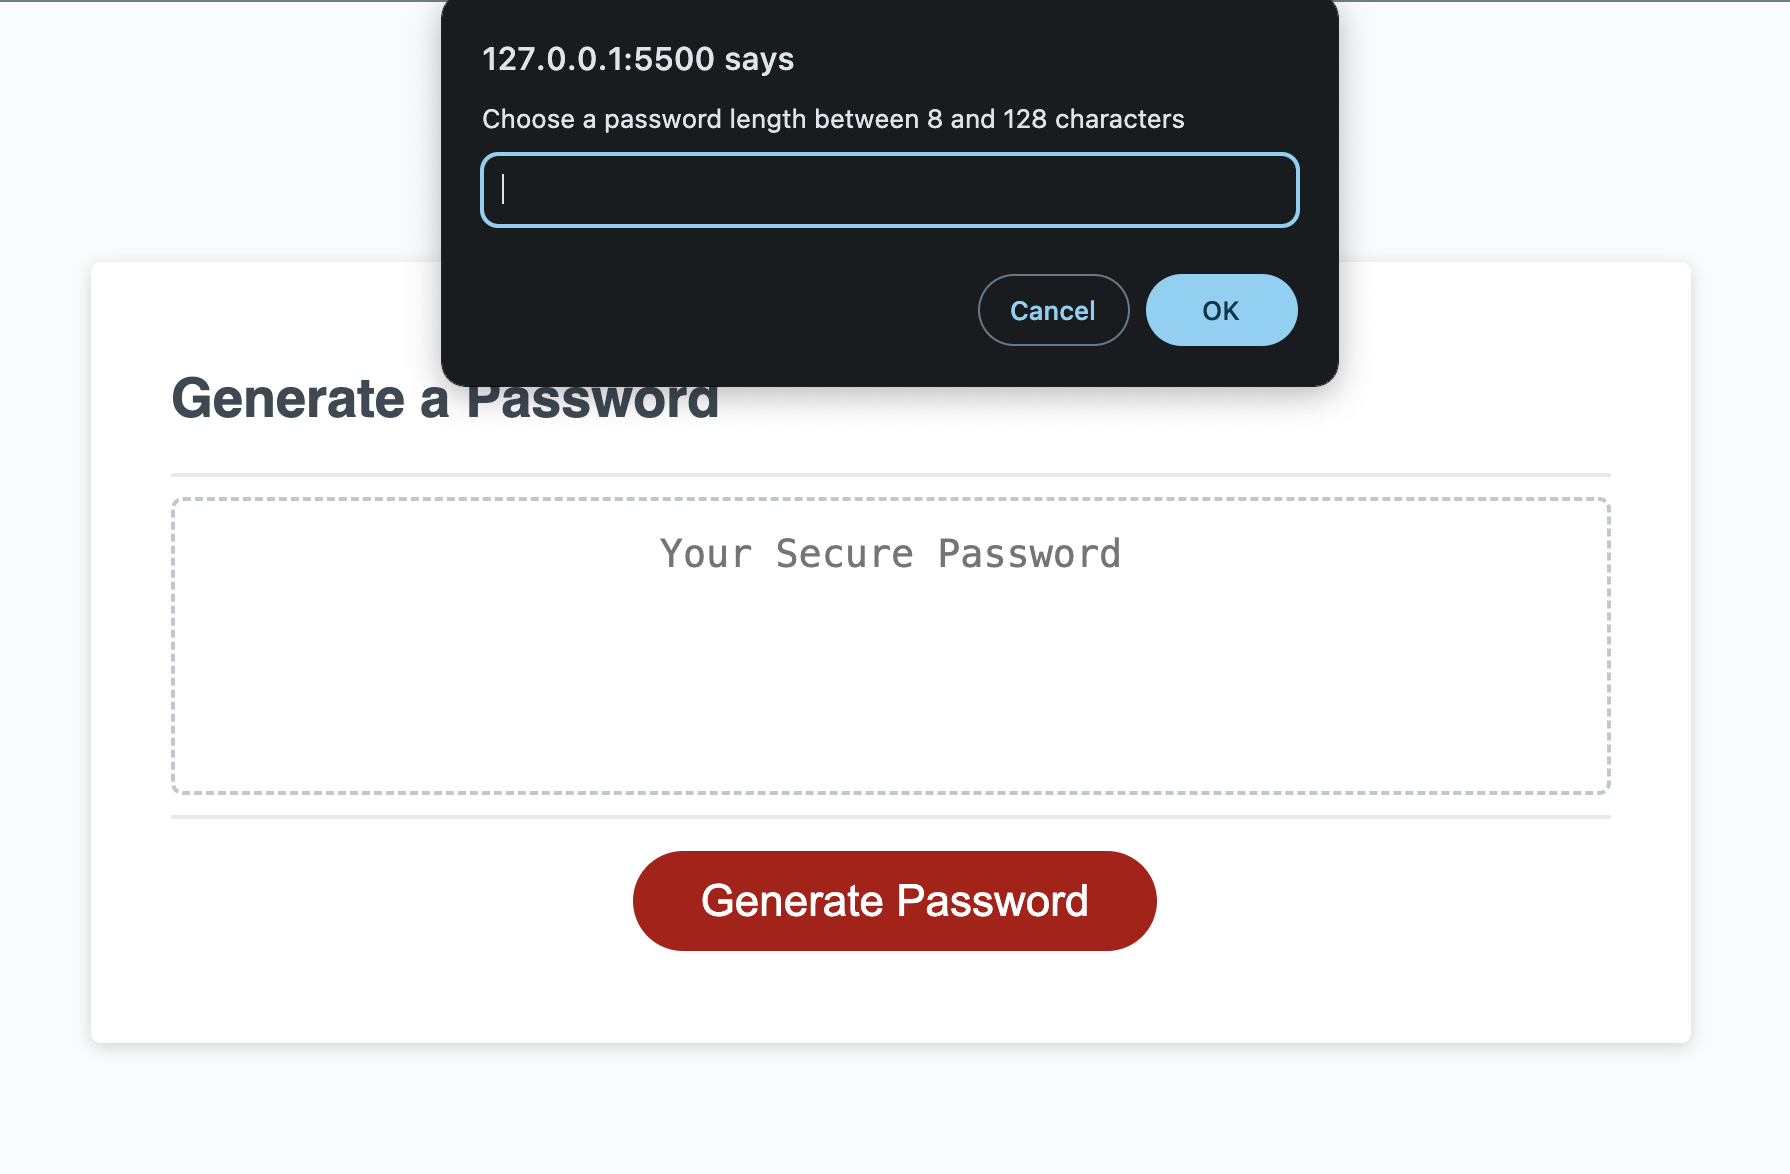 127.0.0.1:5500 says
Choose a password length between 8 and 128 characters
Cancel
OK
Generate a Password
Your Secure Password
Generate Password